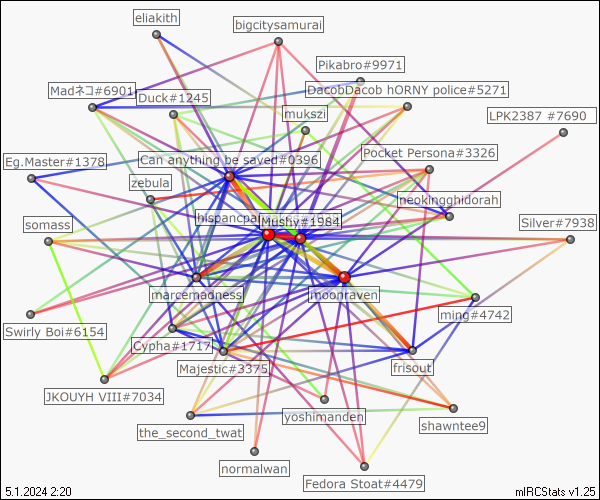 eliakith
bigcitysamurai
Pikabro#9971
Madネコ#6901
Duck#1245
DacobDacob hORNY police#5271
mukszi
LPK2387 #7690
Eg.Master#1378
Can anything be saved#0396
Pocket Persona#3326
zebula
neokingghidorah
somass
hispancpa
Mushy#1984
Silver#7938
marcemadness
moonraven
ming#4742
Swirly Boi#6154
Cypha#1717
Majestic#3375
frisout
JKOUYH VIII#7034
yoshimanden
shawntee9
the_second_twat
normalwan
Fedora Stoat#4479
5.1.2024 2:20
mIRCStats v1.25